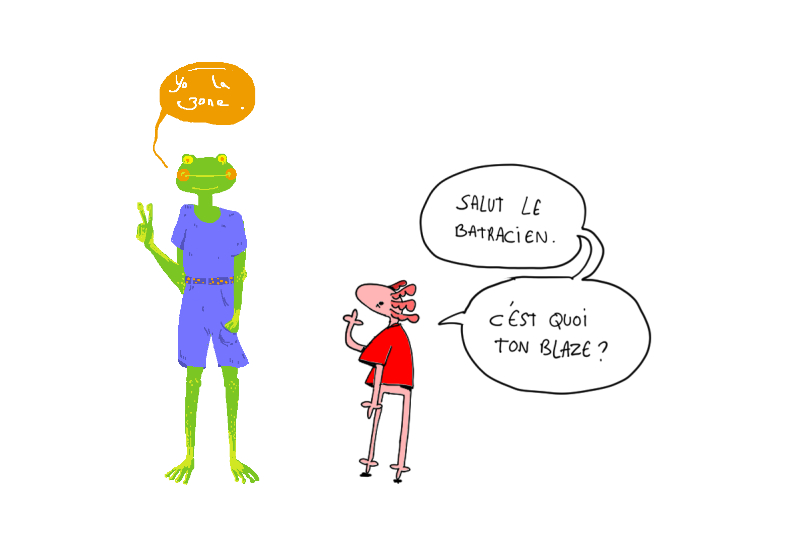 Yo la
zone.
SALUT LE
BATRACIEN.
C'EST QUOI
TON BLAZE?